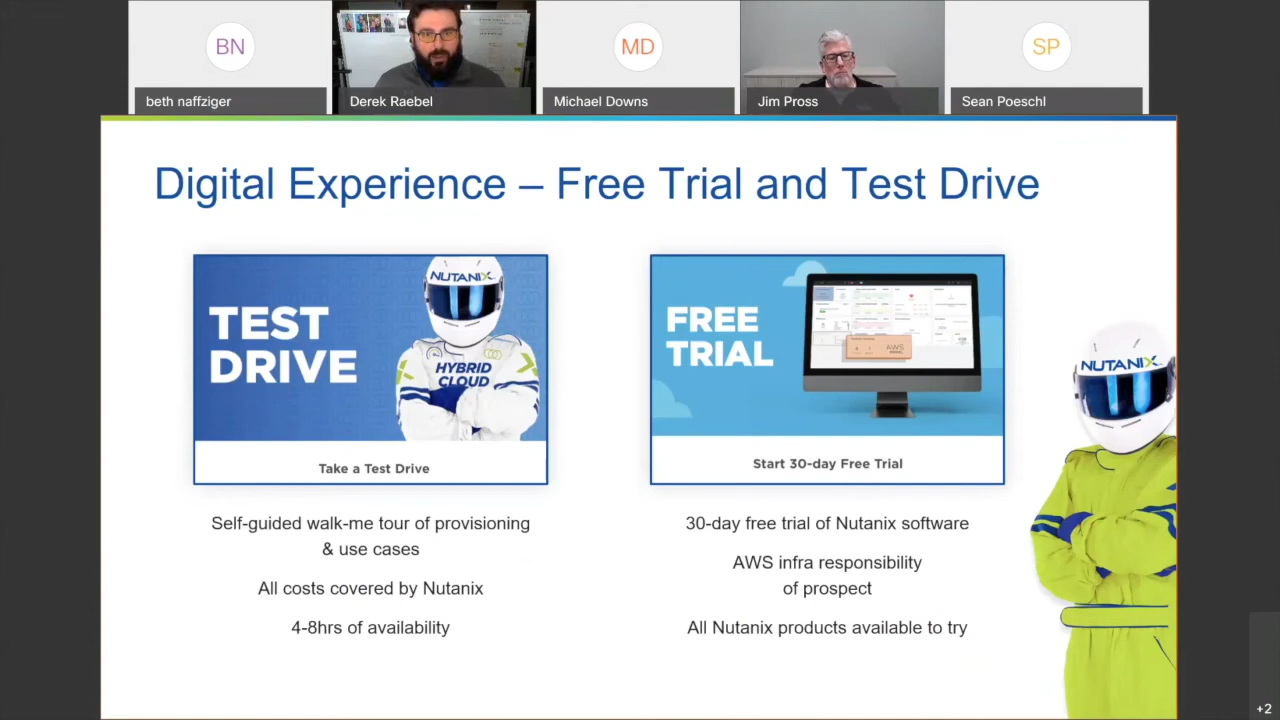 BN
MD
SP
beth naffziger
Derek Raebel
Michael Downs
Jim Pross
Sean Poeschl
Digital Experience – Free Trial and Test Drive
NUTANIX
TEST
DRIVE
HYBRID
CLOUD
Take a Test Drive
Self-guided walk-me tour of provisioning
& use cases
All costs covered by Nutanix
4-8hrs of availability
FREE
TRIAL
AWS
Start 30-day Free Trial
30-day free trial of Nutanix software
AWS infra responsibility
of prospect
All Nutanix products available to try
NUTANIX
+2